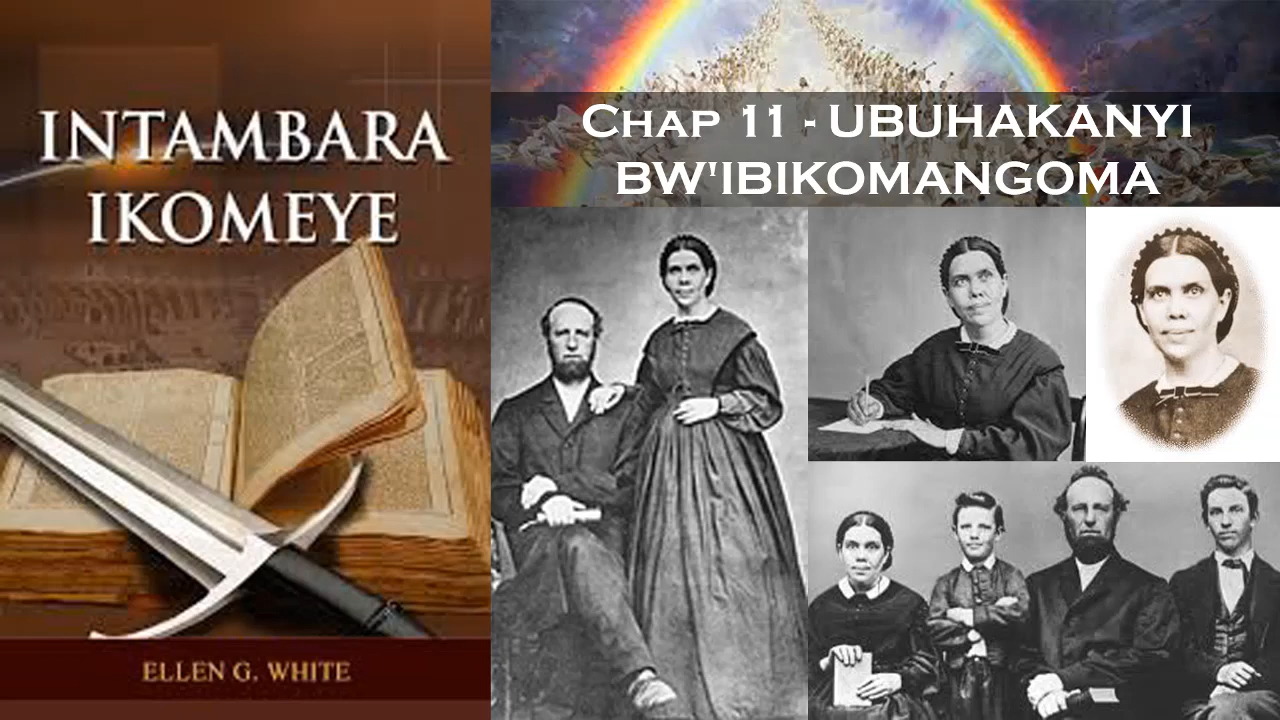 INTAMBARA
IKOMEYE
ELLEN G. WHITE
Chap 11 - UBUHAKANYI
BW'IBIKOMANGOMA